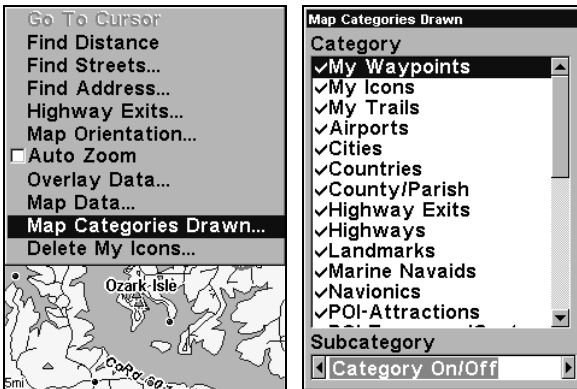 Go To Cursor
Find Distance
Find Streets...
Find Address...
Highway Exits...
Map Orientation...
Auto Zoom
Overlay Data...
Map Data...
Map Categories Drawn...
Delete My Icons...
Ozark Isle
5mi
Map Categories Drawn
Category
My Waypoints
My Icons
My Trails
Airports
Cities
Countries
County/Parish
Highway Exits
Highways
Landmarks
Marine Navaids
Navionics
POI-Attractions
Subcategory
Category On/Off